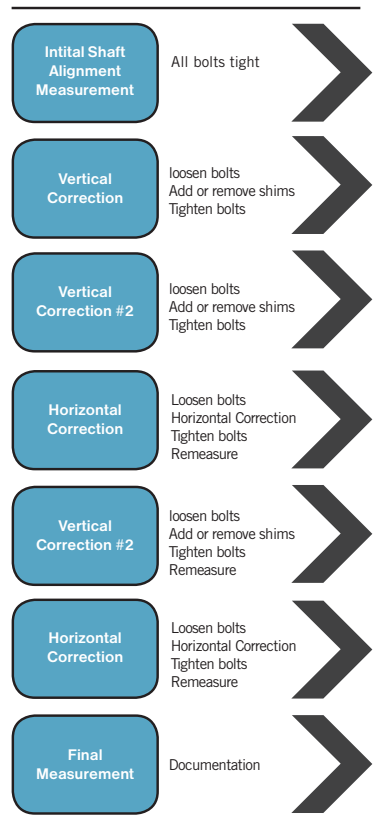 Intital Shaft
Alignment
Measurement
All bolts tight
Vertical
Correction
loosen bolts
Add or remove shims
Tighten bolts
Vertical
Correction #2
loosen bolts
Add or remove shims
Tighten bolts
Horizontal
Correction
Loosen bolts
Horizontal Correction
Tighten bolts
Remeasure
Vertical
Correction #2
loosen bolts
Add or remove shims
Tighten bolts
Remeasure
Horizontal
Correction
Loosen bolts
Horizontal Correction
Tighten bolts
Remeasure
Final
Measurement
Documentation